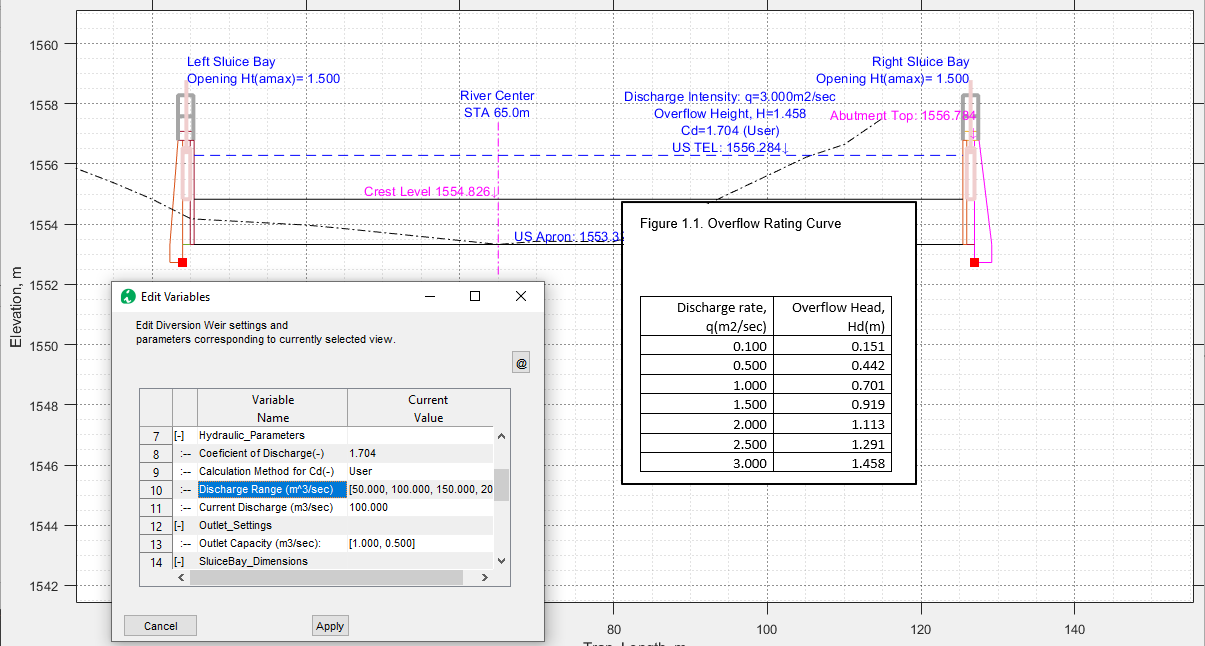 1560
1558
1556
1554
1552
1550
1548
1546
1544
1542
Elevation, m
Left Sluice Bay
Opening Ht(amax)= 1.500
River Center
STA 65.0m
Discharge Intensity: q=3.000m2/sec
Overflow Height, H=1.458
Cd=1.704 (User)
US TEL: 1556.284↓
Right Sluice Bay
Opening Ht(amax)= 1.500
Abutment Top: 1556.784
Crest Level 1554.826↓
US Apron: 1553.3
Figure 1.1. Overflow Rating Curve
Discharge rate, Overflow Head,
q(m2/sec) Hd(m)
0.100 0.151
0.500 0.442
1.000 0.701
1.500 0.919
2.000 1.113
2.500 1.291
3.000 1.458
Edit Variables
Edit Diversion Weir settings and
parameters corresponding to currently selected view.
@
Variable Current
Name Value
7 [-] Hydraulic_Parameters
8 :-- Coeficient of Discharge(-) 1.704
9 :-- Calculation Method for Cd(-) User
10 :-- Discharge Range (m^3/sec) [50.000, 100.000, 150.000, 20
11 :-- Current Discharge (m3/sec) 100.000
12 [-] Outlet_Settings
13 :-- Outlet Capacity (m3/sec): [1.000, 0.500]
14 [-] SluiceBay_Dimensions
Cancel Apply
80 100 120 140